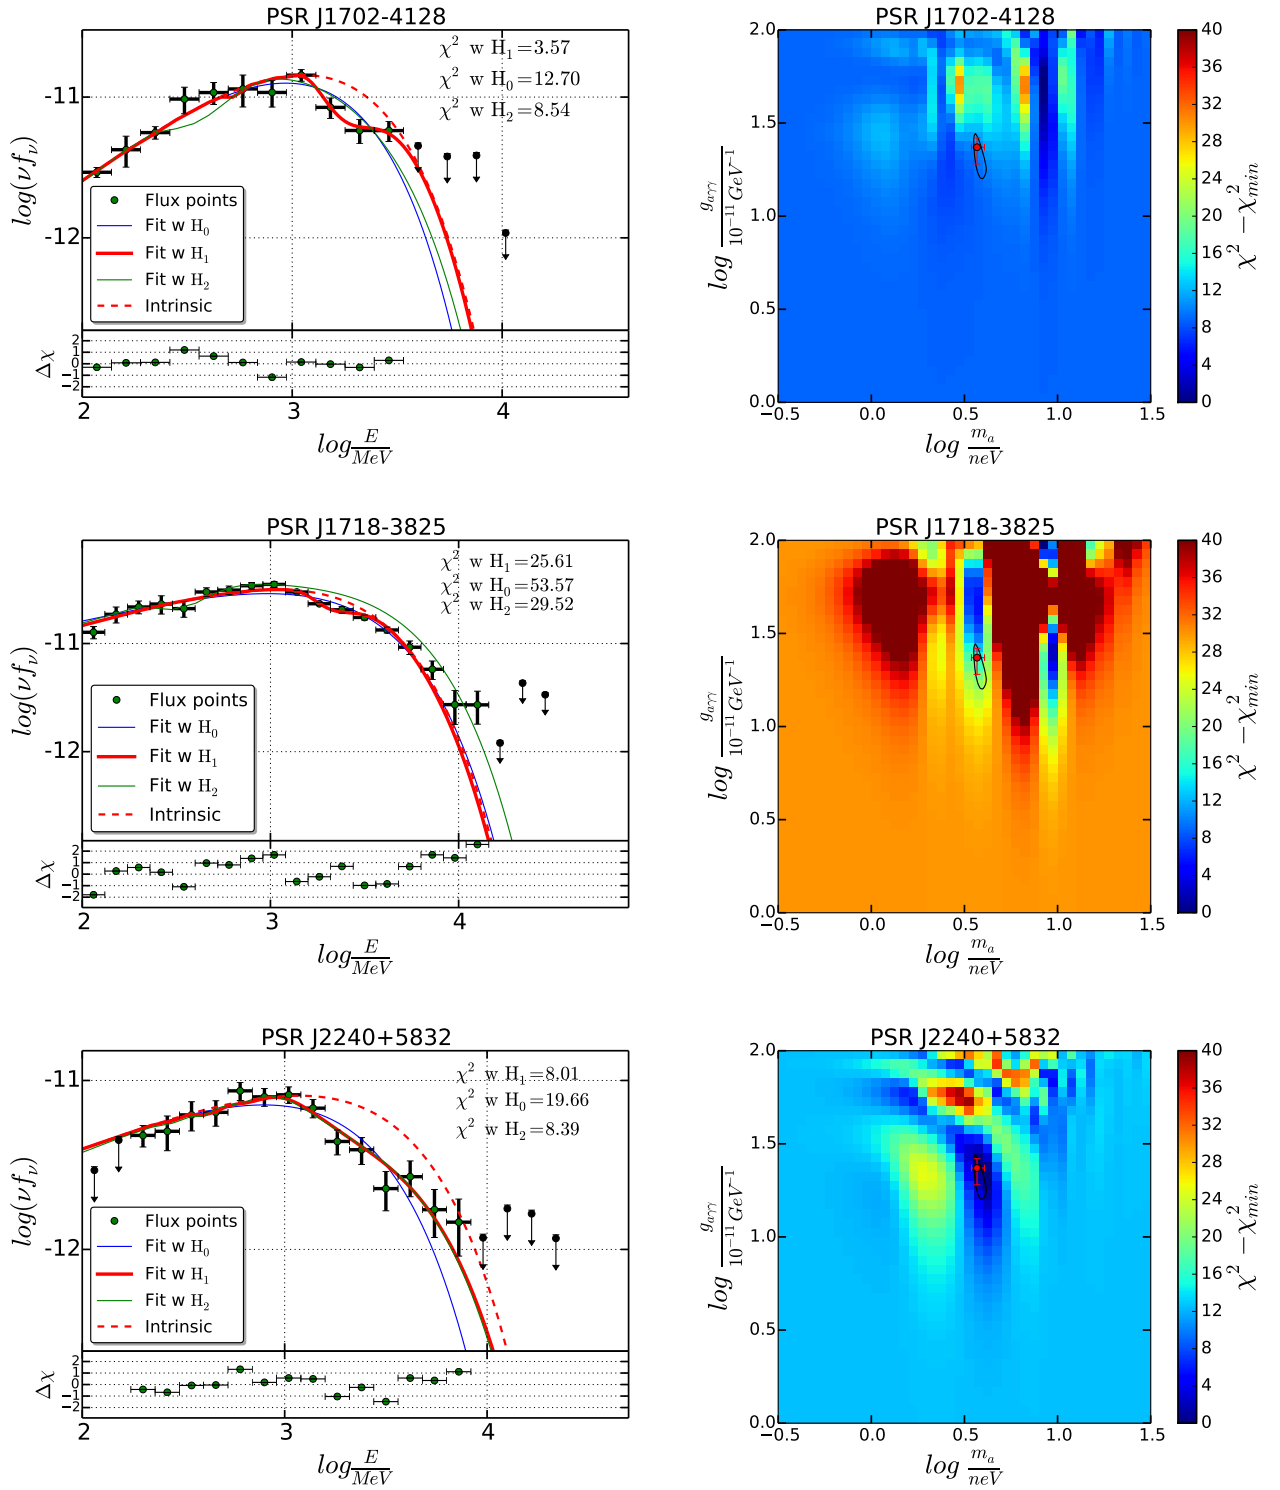 PSR J1702-4128
χ² w H₁=3.57
χ² w H₀=12.70
χ² w H₂=8.54
log(νf_ν)
-11
-12
Flux points
Fit w H₀
Fit w H₁
Fit w H₂
Intrinsic
Δχ
2
1
0
−1
−2
2 3 4
log E/MeV
PSR J1702-4128
log g_aγγ/10⁻¹¹ GeV⁻¹
2.0
1.5
1.0
0.5
0.0
−0.5 0.0 0.5 1.0 1.5
log m_a/neV
40
36
32
28
24
20
16
12
8
4
0
χ² − χ²_min
PSR J1718-3825
χ² w H₁=25.61
χ² w H₀=53.57
χ² w H₂=29.52
log(νf_ν)
-11
-12
Flux points
Fit w H₀
Fit w H₁
Fit w H₂
Intrinsic
Δχ
2
1
0
−1
−2
2 3 4
log E/MeV
PSR J1718-3825
log g_aγγ/10⁻¹¹ GeV⁻¹
2.0
1.5
1.0
0.5
0.0
−0.5 0.0 0.5 1.0 1.5
log m_a/neV
40
36
32
28
24
20
16
12
8
4
0
χ² − χ²_min
PSR J2240+5832
χ² w H₁=8.01
χ² w H₀=19.66
χ² w H₂=8.39
log(νf_ν)
-11
-12
Flux points
Fit w H₀
Fit w H₁
Fit w H₂
Intrinsic
Δχ
2
1
0
−1
−2
2 3 4
log E/MeV
PSR J2240+5832
log g_aγγ/10⁻¹¹ GeV⁻¹
2.0
1.5
1.0
0.5
0.0
−0.5 0.0 0.5 1.0 1.5
log m_a/neV
40
36
32
28
24
20
16
12
8
4
0
χ² − χ²_min